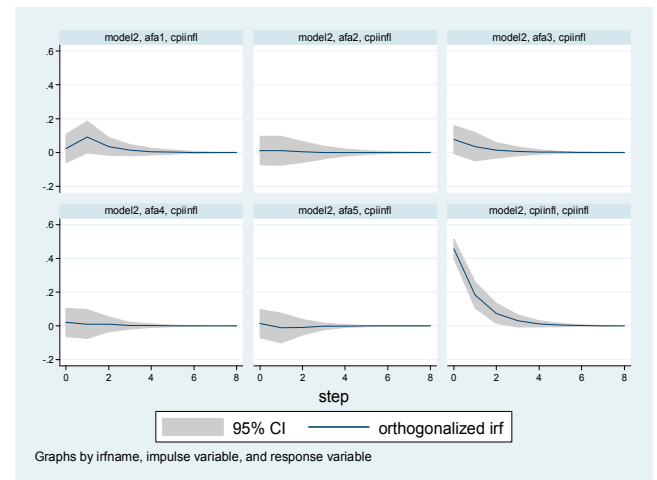 model2, afa1, cpiinfl
model2, afa2, cpiinfl
model2, afa3, cpiinfl
.6
.4
.2
0
-.2
model2, afa4, cpiinfl
model2, afa5, cpiinfl
model2, cpiinfl, cpiinfl
.6
.4
.2
0
-.2
0 2 4 6 8
0 2 4 6 8
0 2 4 6 8
step
95% CI
orthogonalized irf
Graphs by irfname, impulse variable, and response variable